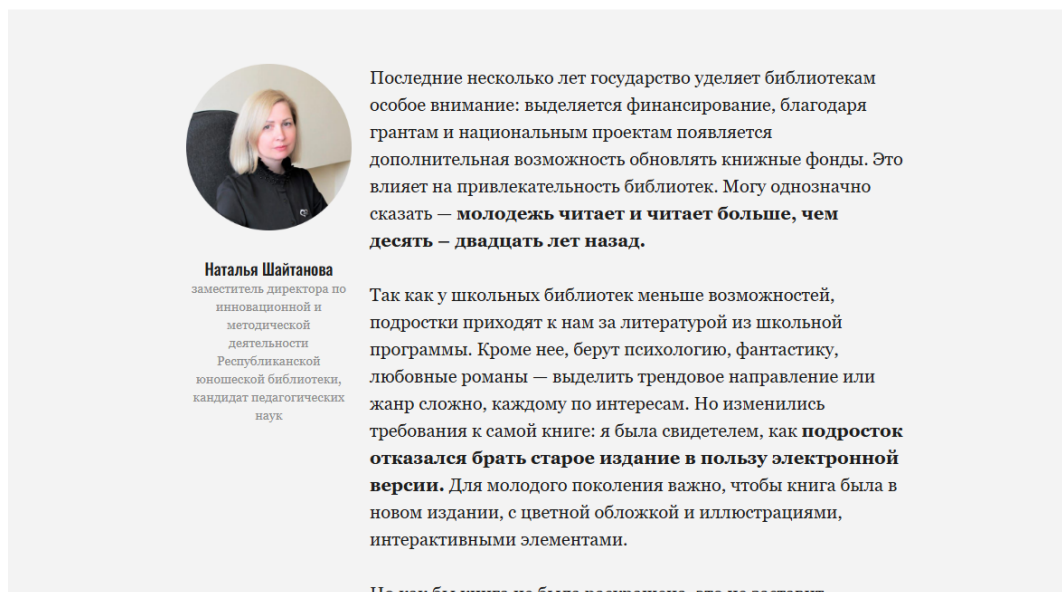 Последние несколько лет государство уделяет библиотекам
особое внимание: выделяется финансирование, благодаря
грантам и национальным проектам появляется
дополнительная возможность обновлять книжные фонды. Это
влияет на привлекательность библиотек. Могу однозначно
сказать — молодежь читает и читает больше, чем
десять – двадцать лет назад.
Наталья Шайтанова
заместитель директора по
инновационной и
методической
деятельности
Республиканской
юношеской библиотеки,
кандидат педагогических
наук
Так как у школьных библиотек меньше возможностей,
подростки приходят к нам за литературой из школьной
программы. Кроме нее, берут психологию, фантастику,
любовные романы — выделить трендовое направление или
жанр сложно, каждому по интересам. Но изменились
требования к самой книге: я была свидетелем, как подросток
отказался брать старое издание в пользу электронной
версии. Для молодого поколения важно, чтобы книга была в
новом издании, с цветной обложкой и иллюстрациями,
интерактивными элементами.